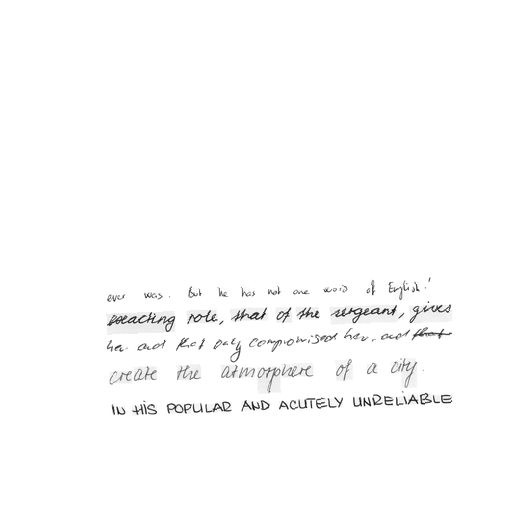 ever was. But he has not one word of English!'
exacting role, that of the sergeant, gives
her and that only compromised her, and that
create the atmosphere of a city.
IN HIS POPULAR AND ACUTELY UNRELIABLE